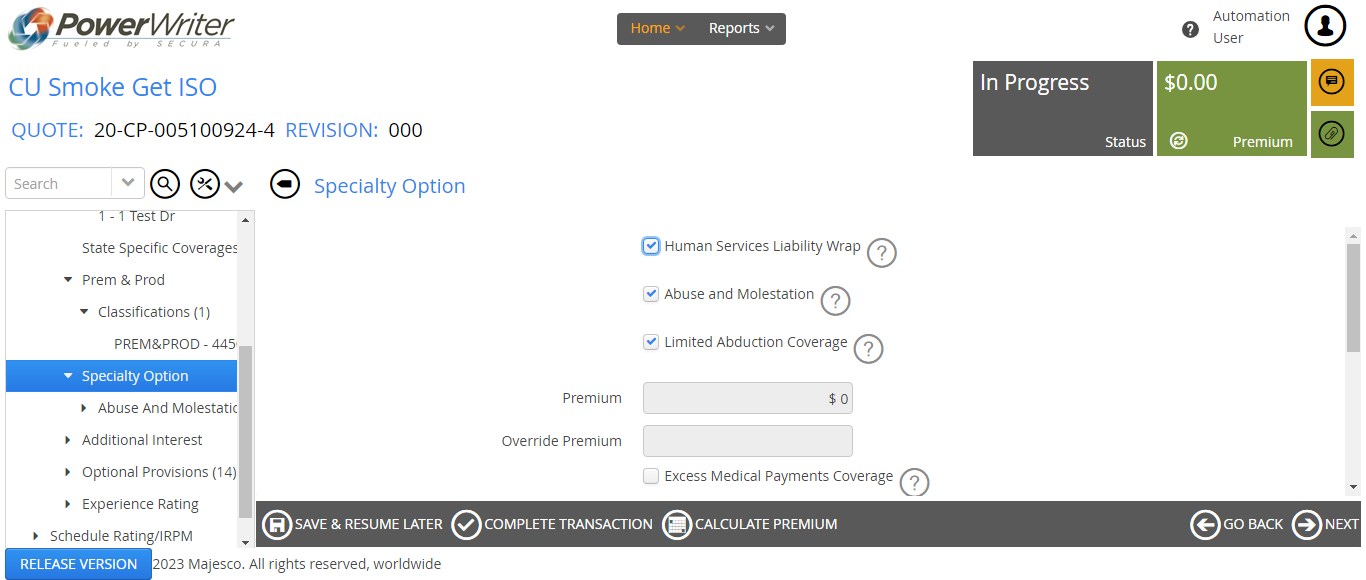 PowerWriter
Fueled by SECURA
Home
Reports
?
Automation
User
CU Smoke Get ISO
QUOTE: 20-CP-005100924-4 REVISION: 000
In Progress
Status
$0.00
Premium
Search
Specialty Option
1 - 1 Test Dr
State Specific Coverages
Prem & Prod
Classifications (1)
PREM&PROD - 445
Specialty Option
Abuse And Molestatio
Additional Interest
Optional Provisions (14)
Experience Rating
Schedule Rating/IRPM
Human Services Liability Wrap ?
Abuse and Molestation ?
Limited Abduction Coverage ?
Premium $ 0
Override Premium
Excess Medical Payments Coverage ?
SAVE & RESUME LATER COMPLETE TRANSACTION CALCULATE PREMIUM GO BACK NEXT
RELEASE VERSION 2023 Majesco. All rights reserved, worldwide